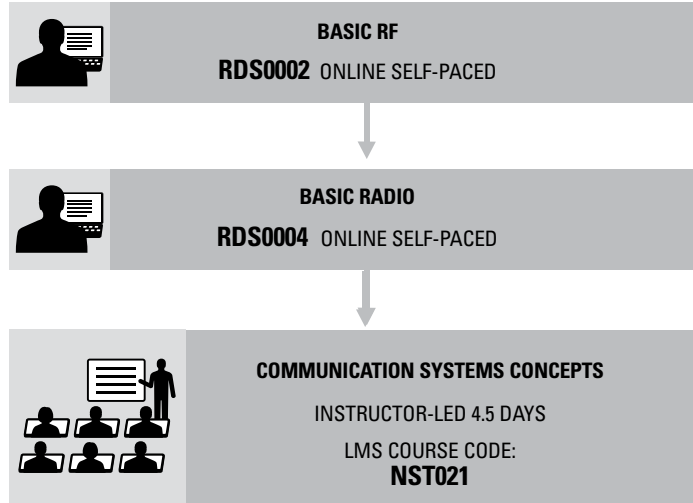 BASIC RF
RDS0002 ONLINE SELF-PACED
BASIC RADIO
RDS0004 ONLINE SELF-PACED
COMMUNICATION SYSTEMS CONCEPTS
INSTRUCTOR-LED 4.5 DAYS
LMS COURSE CODE:
NST021